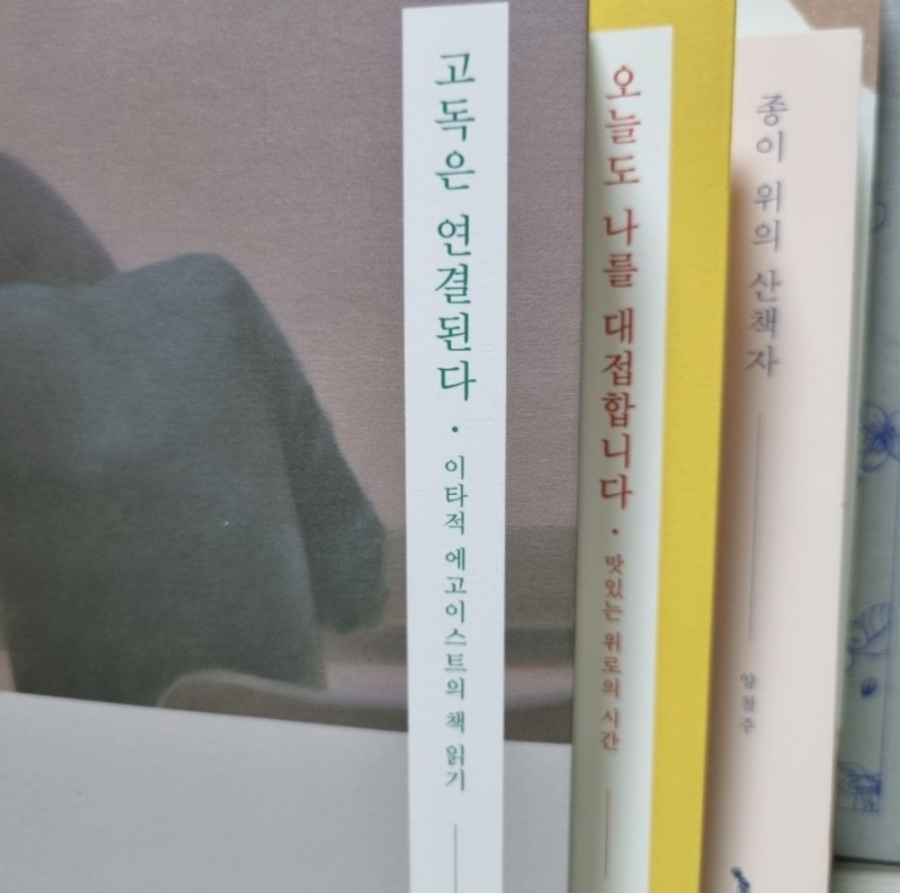 고독은 연결된다 · 이타적 에고이스트의 책 읽기
오늘도 나를 대접합니다 · 맛있는 위로의 시간
종이 위의 산책자
양철주